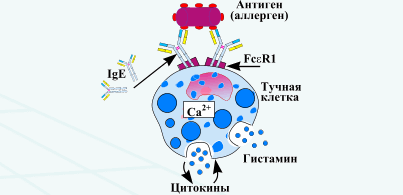 Антиген
(аллерген)
IgE
FcεR1
Тучная
клетка
Ca²⁺
Гистамин
Цитокины